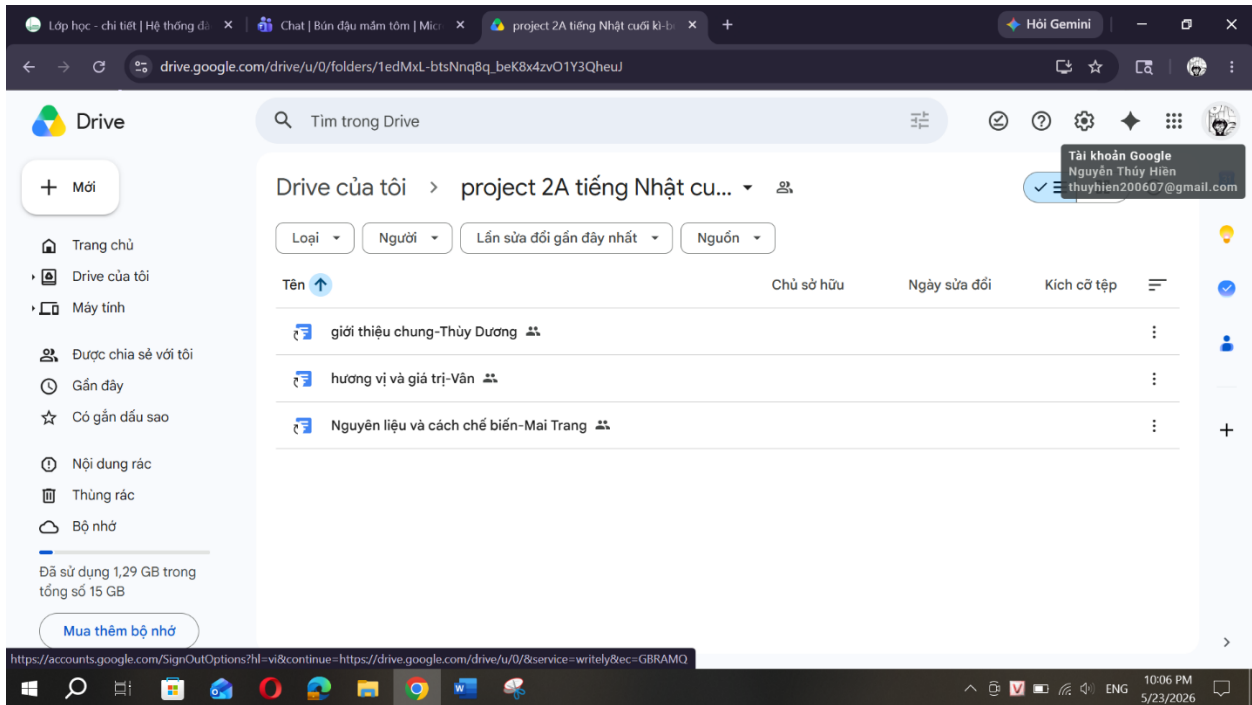 Lớp học - chi tiết | Hệ thống đà
Chat | Bún đậu mắm tôm | Micr
project 2A tiếng Nhật cuối kì-b
Hỏi Gemini
drive.google.com/drive/u/0/folders/1edMxL-btsNnq8q_beK8x4zvO1Y3QheuJ
Drive
Tìm trong Drive
Tài khoản Google
Nguyễn Thúy Hiền
thuyhien200607@gmail.com
Mới
Drive của tôi > project 2A tiếng Nhật cu...
Loại Người Lần sửa đổi gần đây nhất Nguồn
Trang chủ
Drive của tôi
Máy tính
Được chia sẻ với tôi
Gần đây
Có gắn dấu sao
Nội dung rác
Thùng rác
Bộ nhớ
Đã sử dụng 1,29 GB trong
tổng số 15 GB
Mua thêm bộ nhớ
Tên Chủ sở hữu Ngày sửa đổi Kích cỡ tệp
giới thiệu chung-Thùy Dương
hương vị và giá trị-Vân
Nguyên liệu và cách chế biến-Mai Trang
https://accounts.google.com/SignOutOptions?hl=vi&continue=https://drive.google.com/drive/u/0/&service=writely&ec=GBRAMQ
ENG
10:06 PM
5/23/2026